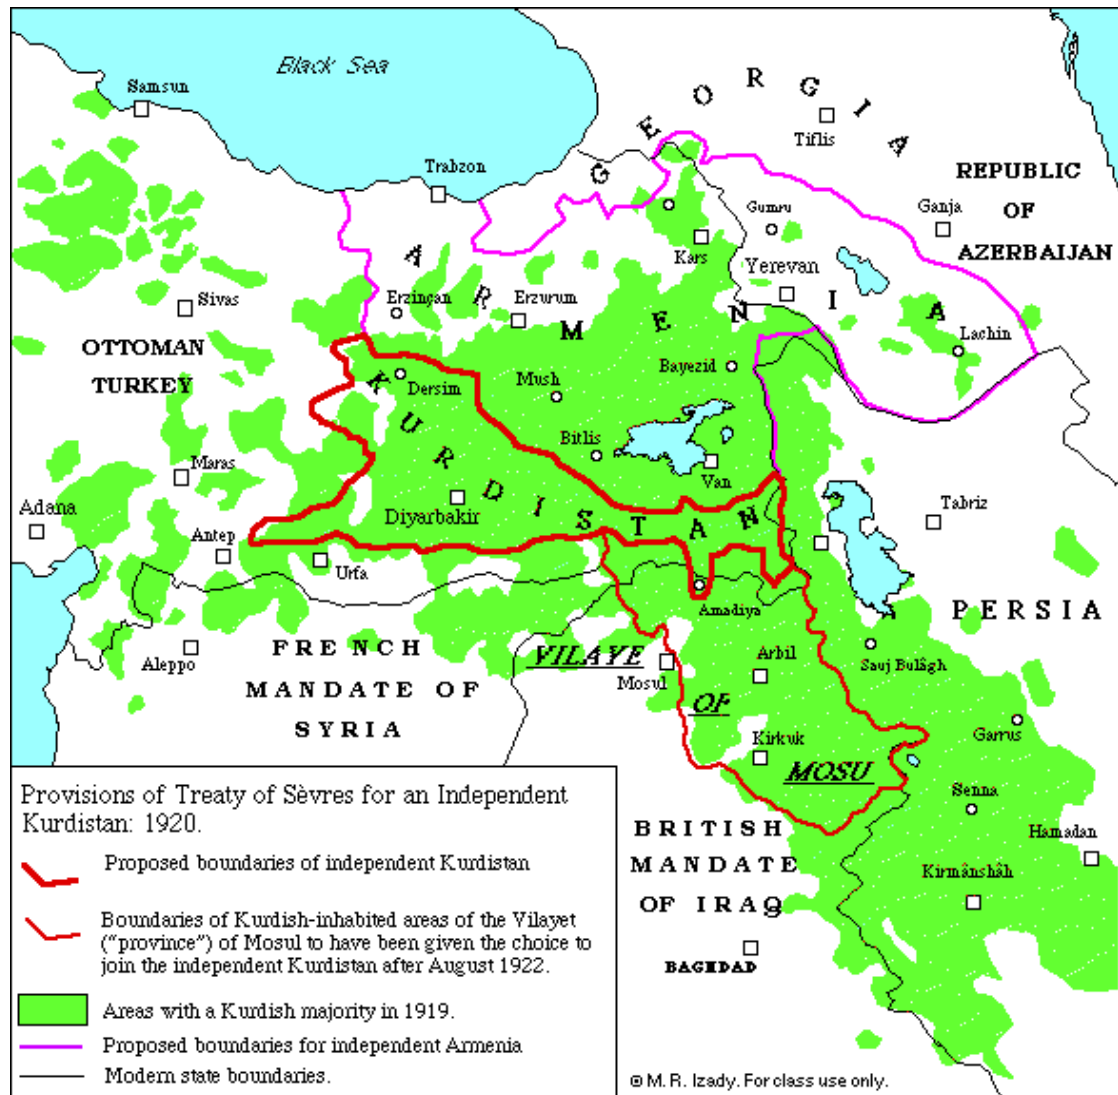 Black Sea
Samsun
GEORGIA
Tiflis
Trabzon
REPUBLIC
OF
AZERBAIJAN
Gumru
Ganja
Kars
Yerevan
ARMENIA
Erzinçan
Erzurum
Sivas
Lachin
OTTOMAN
TURKEY
Bayezid
Dersim
Mush
KURDISTAN
Bitlis
Maras
Van
Adana
Diyarbakir
Tabriz
Antep
Urfa
Amadiya
PERSIA
Aleppo
FRENCH
MANDATE OF
SYRIA
VILAYE
Mosul
Arbil
Sauj Bulâgh
OF
Kirkuk
Garrus
MOSU
Senna
BRITISH
MANDATE
OF IRAQ
Hamadan
Kirmânshâh
BAGHDAD
Provisions of Treaty of Sèvres for an Independent
Kurdistan: 1920.
Proposed boundaries of independent Kurdistan
Boundaries of Kurdish-inhabited areas of the Vilayet
("province") of Mosul to have been given the choice to
join the independent Kurdistan after August 1922.
Areas with a Kurdish majority in 1919.
Proposed boundaries for independent Armenia
Modern state boundaries.
© M. R. Izady. For class use only.